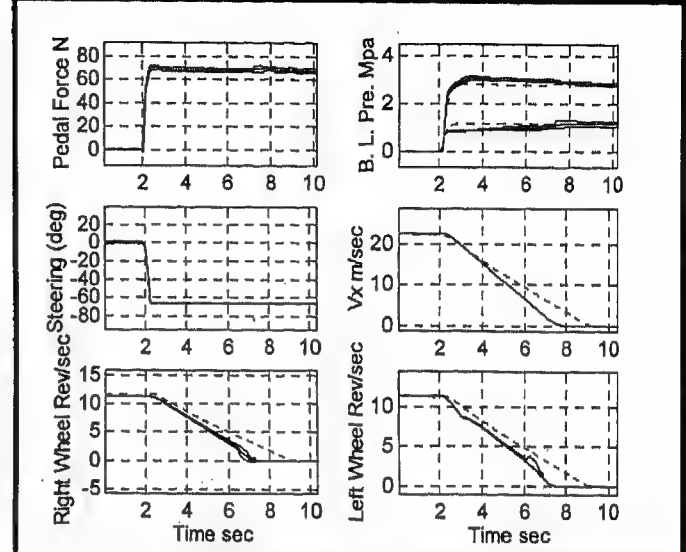 Pedal Force N
80
60
40
20
0
2 4 6 8 10
B. L. Pre. Mpa
4
2
0
2 4 6 8 10
Steering (deg)
20
0
-20
-40
-60
-80
2 4 6 8 10
Vx m/sec
20
10
0
2 4 6 8 10
Right Wheel Rev/sec
15
10
5
0
-5
2 4 6 8 10
Time sec
Left Wheel Rev/sec
10
5
0
2 4 6 8 10
Time sec